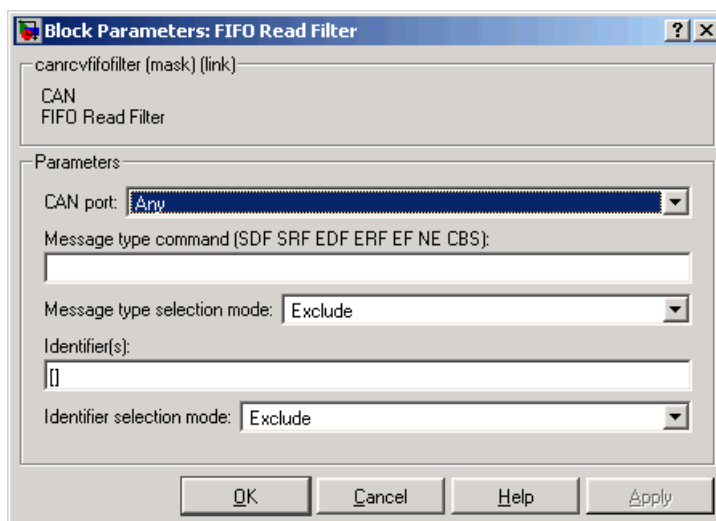 Block Parameters: FIFO Read Filter
canrcvfifofilter (mask) (link)
CAN
FIFO Read Filter
Parameters
CAN port: Any
Message type command (SDF SRF EDF ERF EF NE CBS):
Message type selection mode: Exclude
Identifier(s):
[]
Identifier selection mode: Exclude
OK Cancel Help Apply